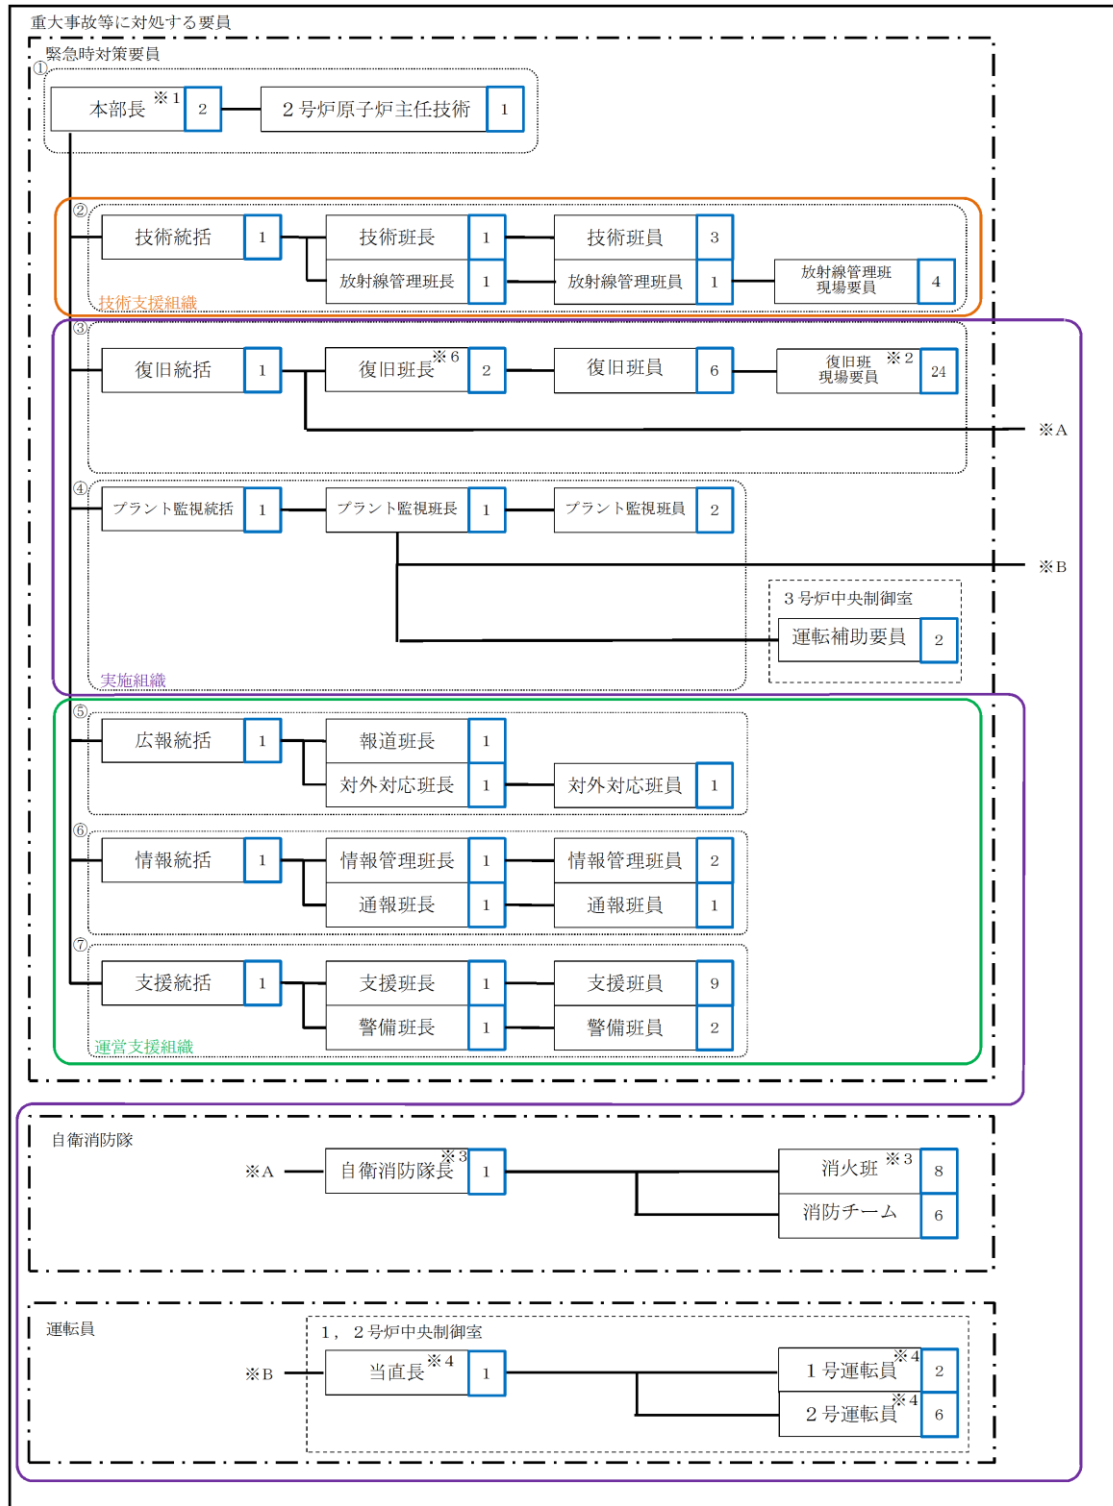 重大事故等に対処する要員
緊急時対策要員
①
本部長 ※1 2 2号炉原子炉主任技術 1
②
技術統括 1 技術班長 1 技術班員 3
放射線管理班長 1 放射線管理班員 1 放射線管理班
現場要員 4
技術支援組織
③
復旧統括 1 復旧班長 ※6 2 復旧班員 6 復旧班 ※2
現場要員 24
※A
④
プラント監視統括 1 プラント監視班長 1 プラント監視班員 2
※B
3号炉中央制御室
運転補助要員 2
実施組織
⑤
広報統括 1 報道班長 1
対外対応班長 1 対外対応班員 1
⑥
情報統括 1 情報管理班長 1 情報管理班員 2
通報班長 1 通報班員 1
⑦
支援統括 1 支援班長 1 支援班員 9
警備班長 1 警備班員 2
運営支援組織
自衛消防隊
※A 自衛消防隊長 ※3 1 消火班 ※3 8
消防チーム 6
運転員
1,2号炉中央制御室
※B 当直長 ※4 1 1号運転員 ※4 2
2号運転員 ※4 6